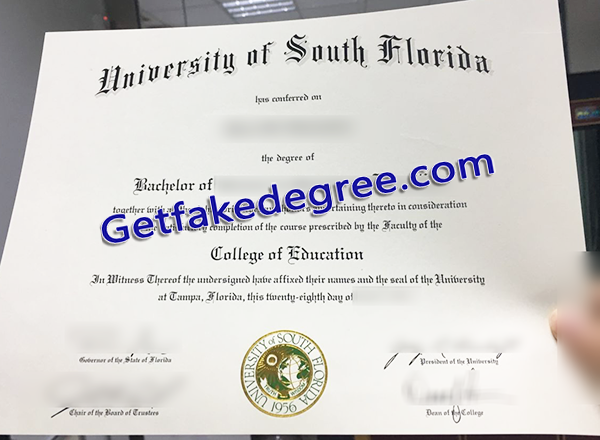 University of South Florida
has conferred on
the degree of
Bachelor of
Getfakedegree.com
together with all the
thereto in consideration
completion of the course prescribed by the Faculty of the
College of Education
In Witness Thereof the undersigned have affixed their names and the seal of the University
at Tampa, Florida, this twenty-eighth day of
Governor of the State of Florida
President of the University
UNIVERSITY of SOUTH FLORIDA
1956
Chair of the Board of Trustees
Dean of the College